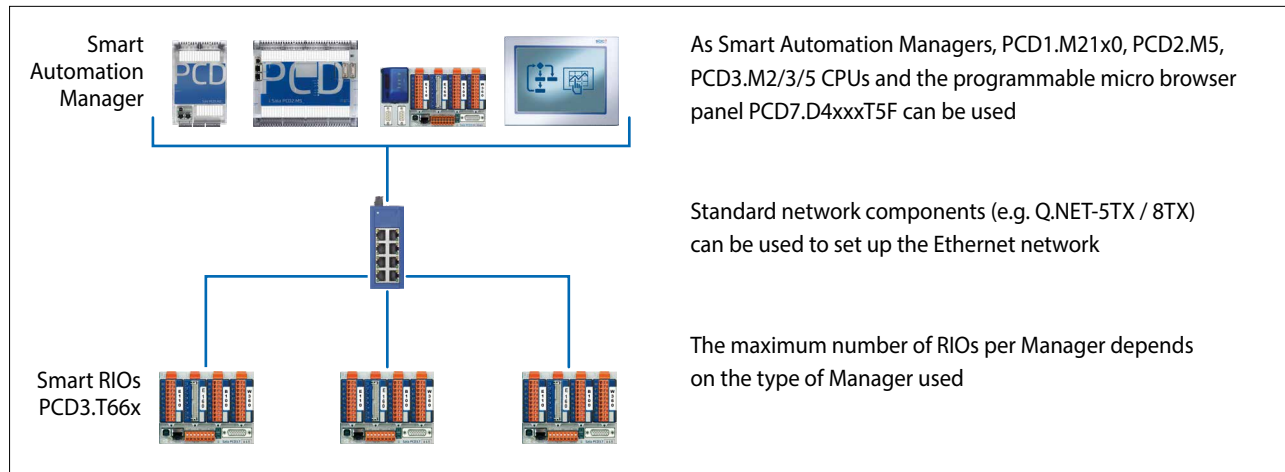 Smart
Automation
Manager
PCD
PCD
As Smart Automation Managers, PCD1.M21x0, PCD2.M5,
PCD3.M2/3/5 CPUs and the programmable micro browser
panel PCD7.D4xxxT5F can be used
Standard network components (e.g. Q.NET-5TX / 8TX)
can be used to set up the Ethernet network
The maximum number of RIOs per Manager depends
on the type of Manager used
Smart RIOs
PCD3.T66x